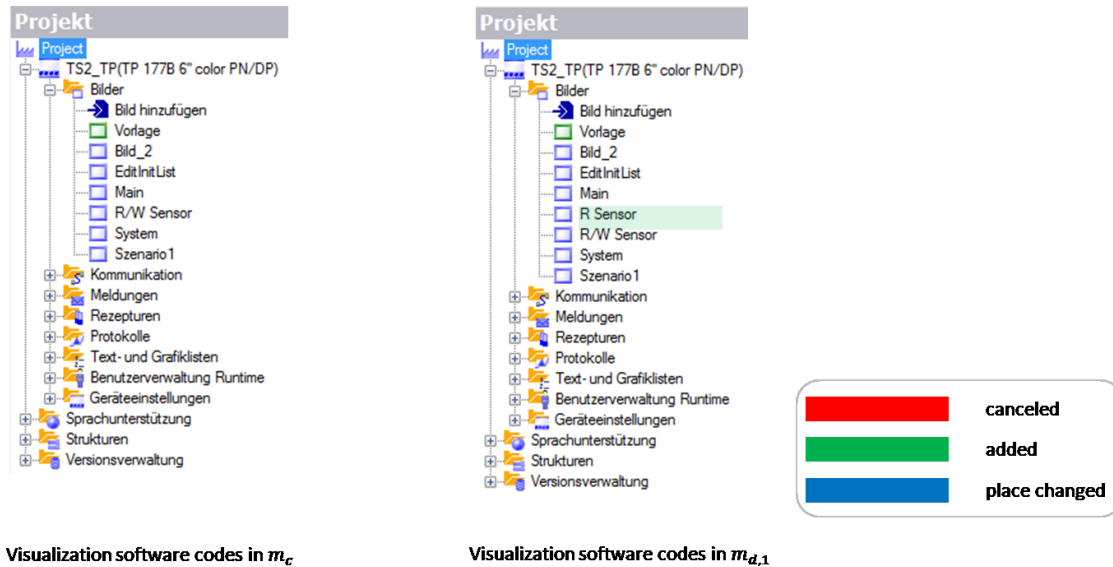 Projekt
Project
TS2_TP(TP 177B 6" color PN/DP)
Bilder
Bild hinzufügen
Vorlage
Bild_2
EditInitList
Main
R/W Sensor
System
Szenario1
Kommunikation
Meldungen
Rezepturen
Protokolle
Text- und Grafiklisten
Benutzerverwaltung Runtime
Geräteeinstellungen
Sprachunterstützung
Strukturen
Versionsverwaltung
Visualization software codes in m_c
Projekt
Project
TS2_TP(TP 177B 6" color PN/DP)
Bilder
Bild hinzufügen
Vorlage
Bild_2
EditInitList
Main
R Sensor
R/W Sensor
System
Szenario1
Kommunikation
Meldungen
Rezepturen
Protokolle
Text- und Grafiklisten
Benutzerverwaltung Runtime
Geräteeinstellungen
Sprachunterstützung
Strukturen
Versionsverwaltung
Visualization software codes in m_{d,1}
canceled
added
place changed